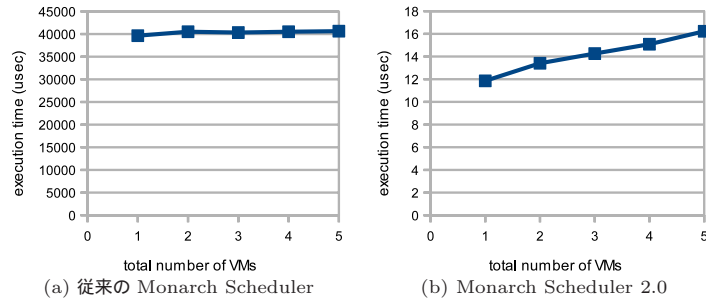 45000
40000
35000
30000
25000
20000
15000
10000
5000
0
execution time (usec)
0 1 2 3 4 5
total number of VMs
(a) 従来の Monarch Scheduler
18
16
14
12
10
8
6
4
2
0
execution time (usec)
0 1 2 3 4 5
total number of VMs
(b) Monarch Scheduler 2.0